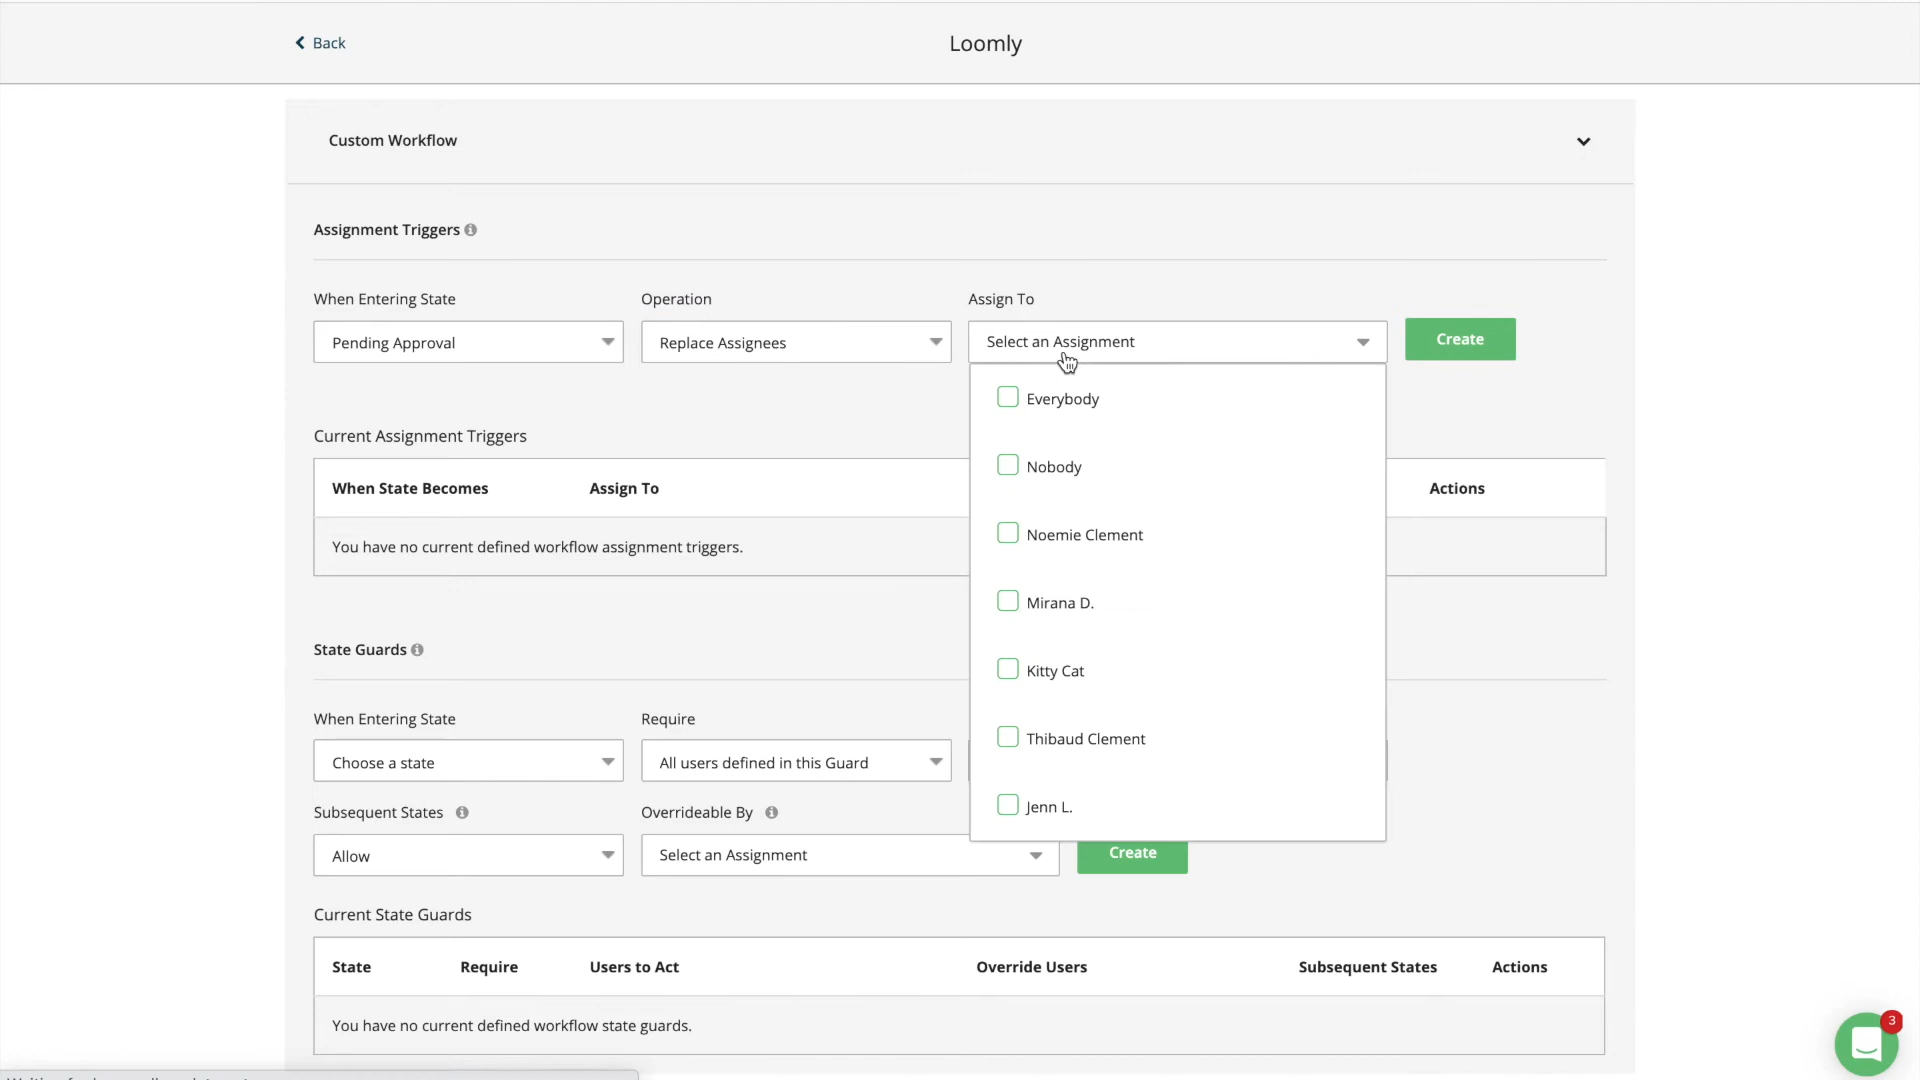 Back
Loomly
Custom Workflow
Assignment Triggers
When Entering State
Operation
Assign To
Pending Approval
Replace Assignees
Select an Assignment
Create
Everybody
Nobody
Noemie Clement
Mirana D.
Kitty Cat
Thibaud Clement
Jenn L.
Current Assignment Triggers
When State Becomes
Assign To
Actions
You have no current defined workflow assignment triggers.
State Guards
When Entering State
Require
Choose a state
All users defined in this Guard
Subsequent States
Overrideable By
Allow
Select an Assignment
Create
Current State Guards
State
Require
Users to Act
Override Users
Subsequent States
Actions
You have no current defined workflow state guards.
3